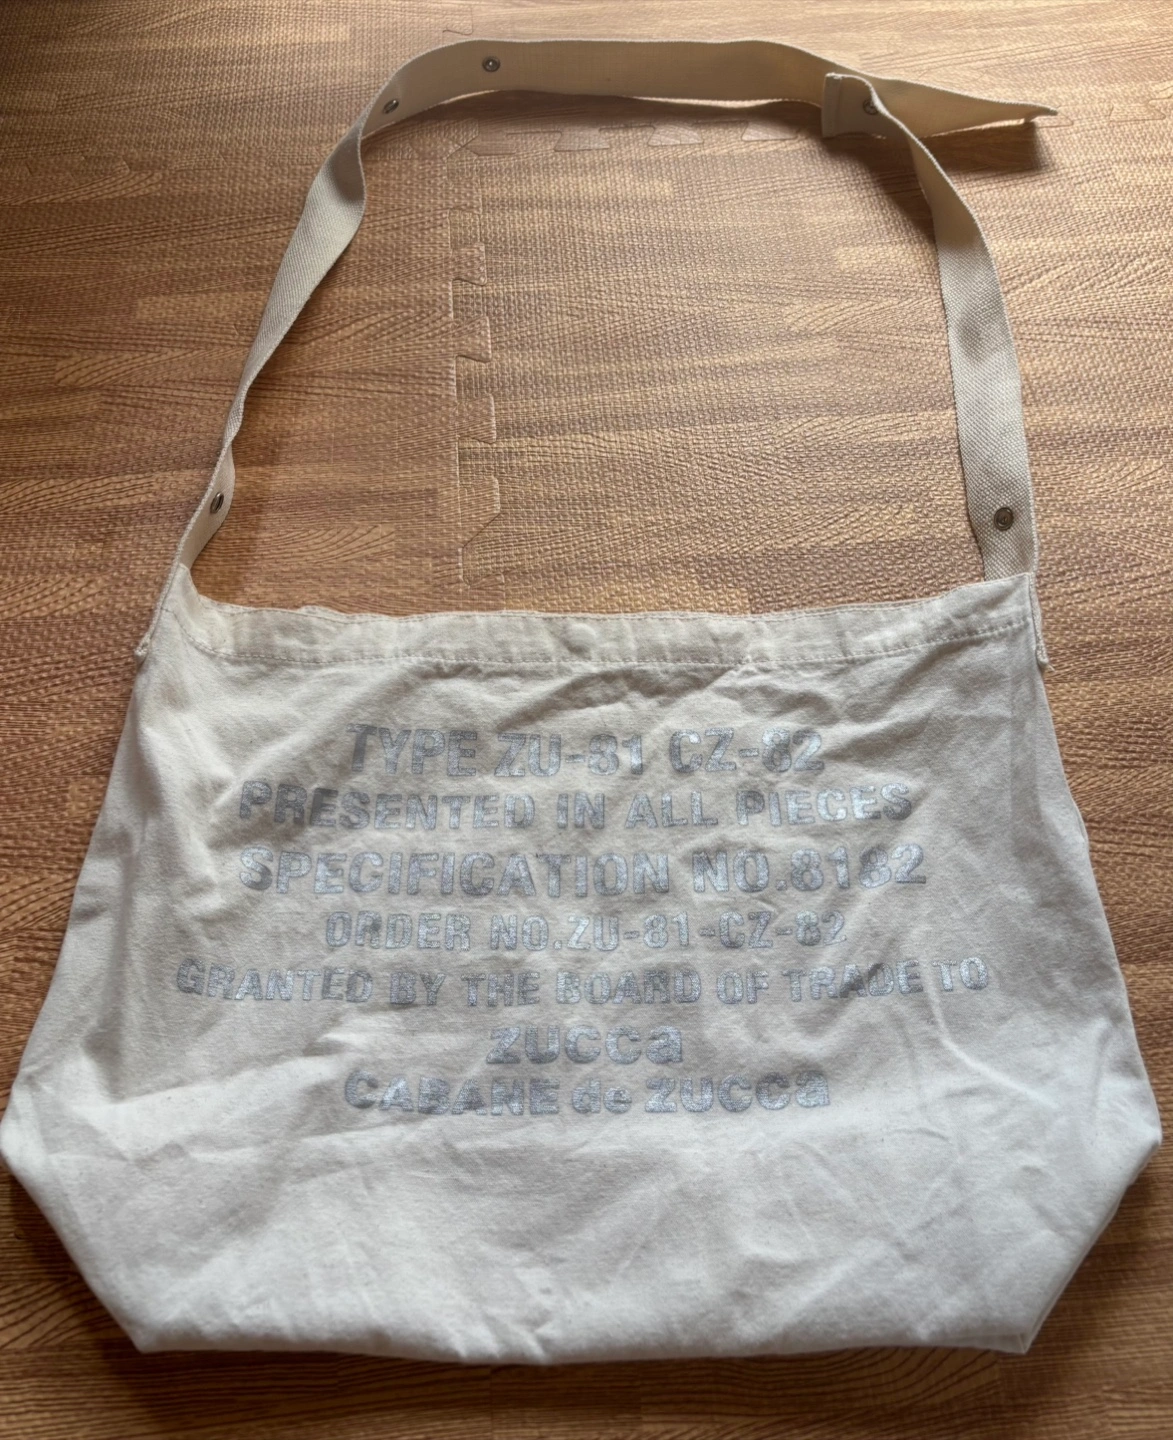 TYPE ZU-81 CZ-82
PRESENTED IN ALL PIECES
SPECIFICATION NO.8182
ORDER NO.ZU-81-CZ-82
GRANTED BY THE BOARD OF TRADE TO
zucca
CABANE de zucca